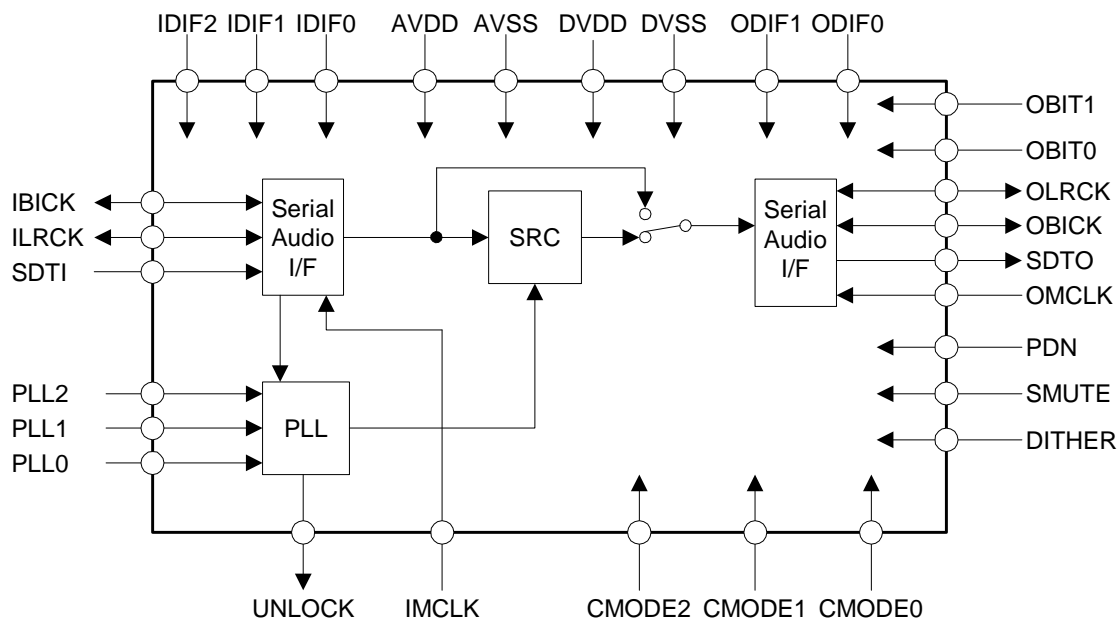 IDIF2 IDIF1 IDIF0 AVDD AVSS DVDD DVSS ODIF1 ODIF0
OBIT1
OBIT0
IBICK
ILRCK
SDTI
Serial
Audio
I/F
SRC
Serial
Audio
I/F
OLRCK
OBICK
SDTO
OMCLK
PDN
SMUTE
DITHER
PLL2
PLL1
PLL0
PLL
UNLOCK IMCLK CMODE2 CMODE1 CMODE0